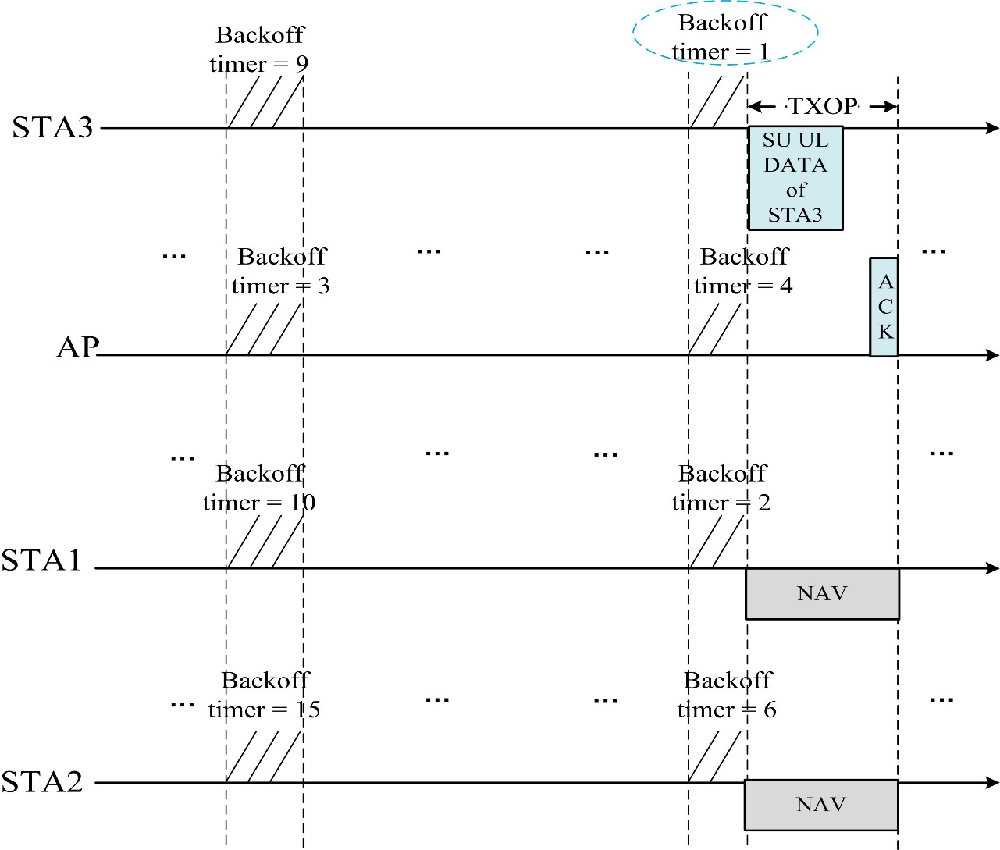 Backoff
timer = 9
Backoff
timer = 1
TXOP
STA3
SU UL
DATA
of
STA3
...
...
...
...
Backoff
timer = 3
Backoff
timer = 4
A
C
K
AP
...
...
...
...
Backoff
timer = 10
Backoff
timer = 2
STA1
NAV
Backoff
timer = 15
Backoff
timer = 6
...
...
...
...
STA2
NAV